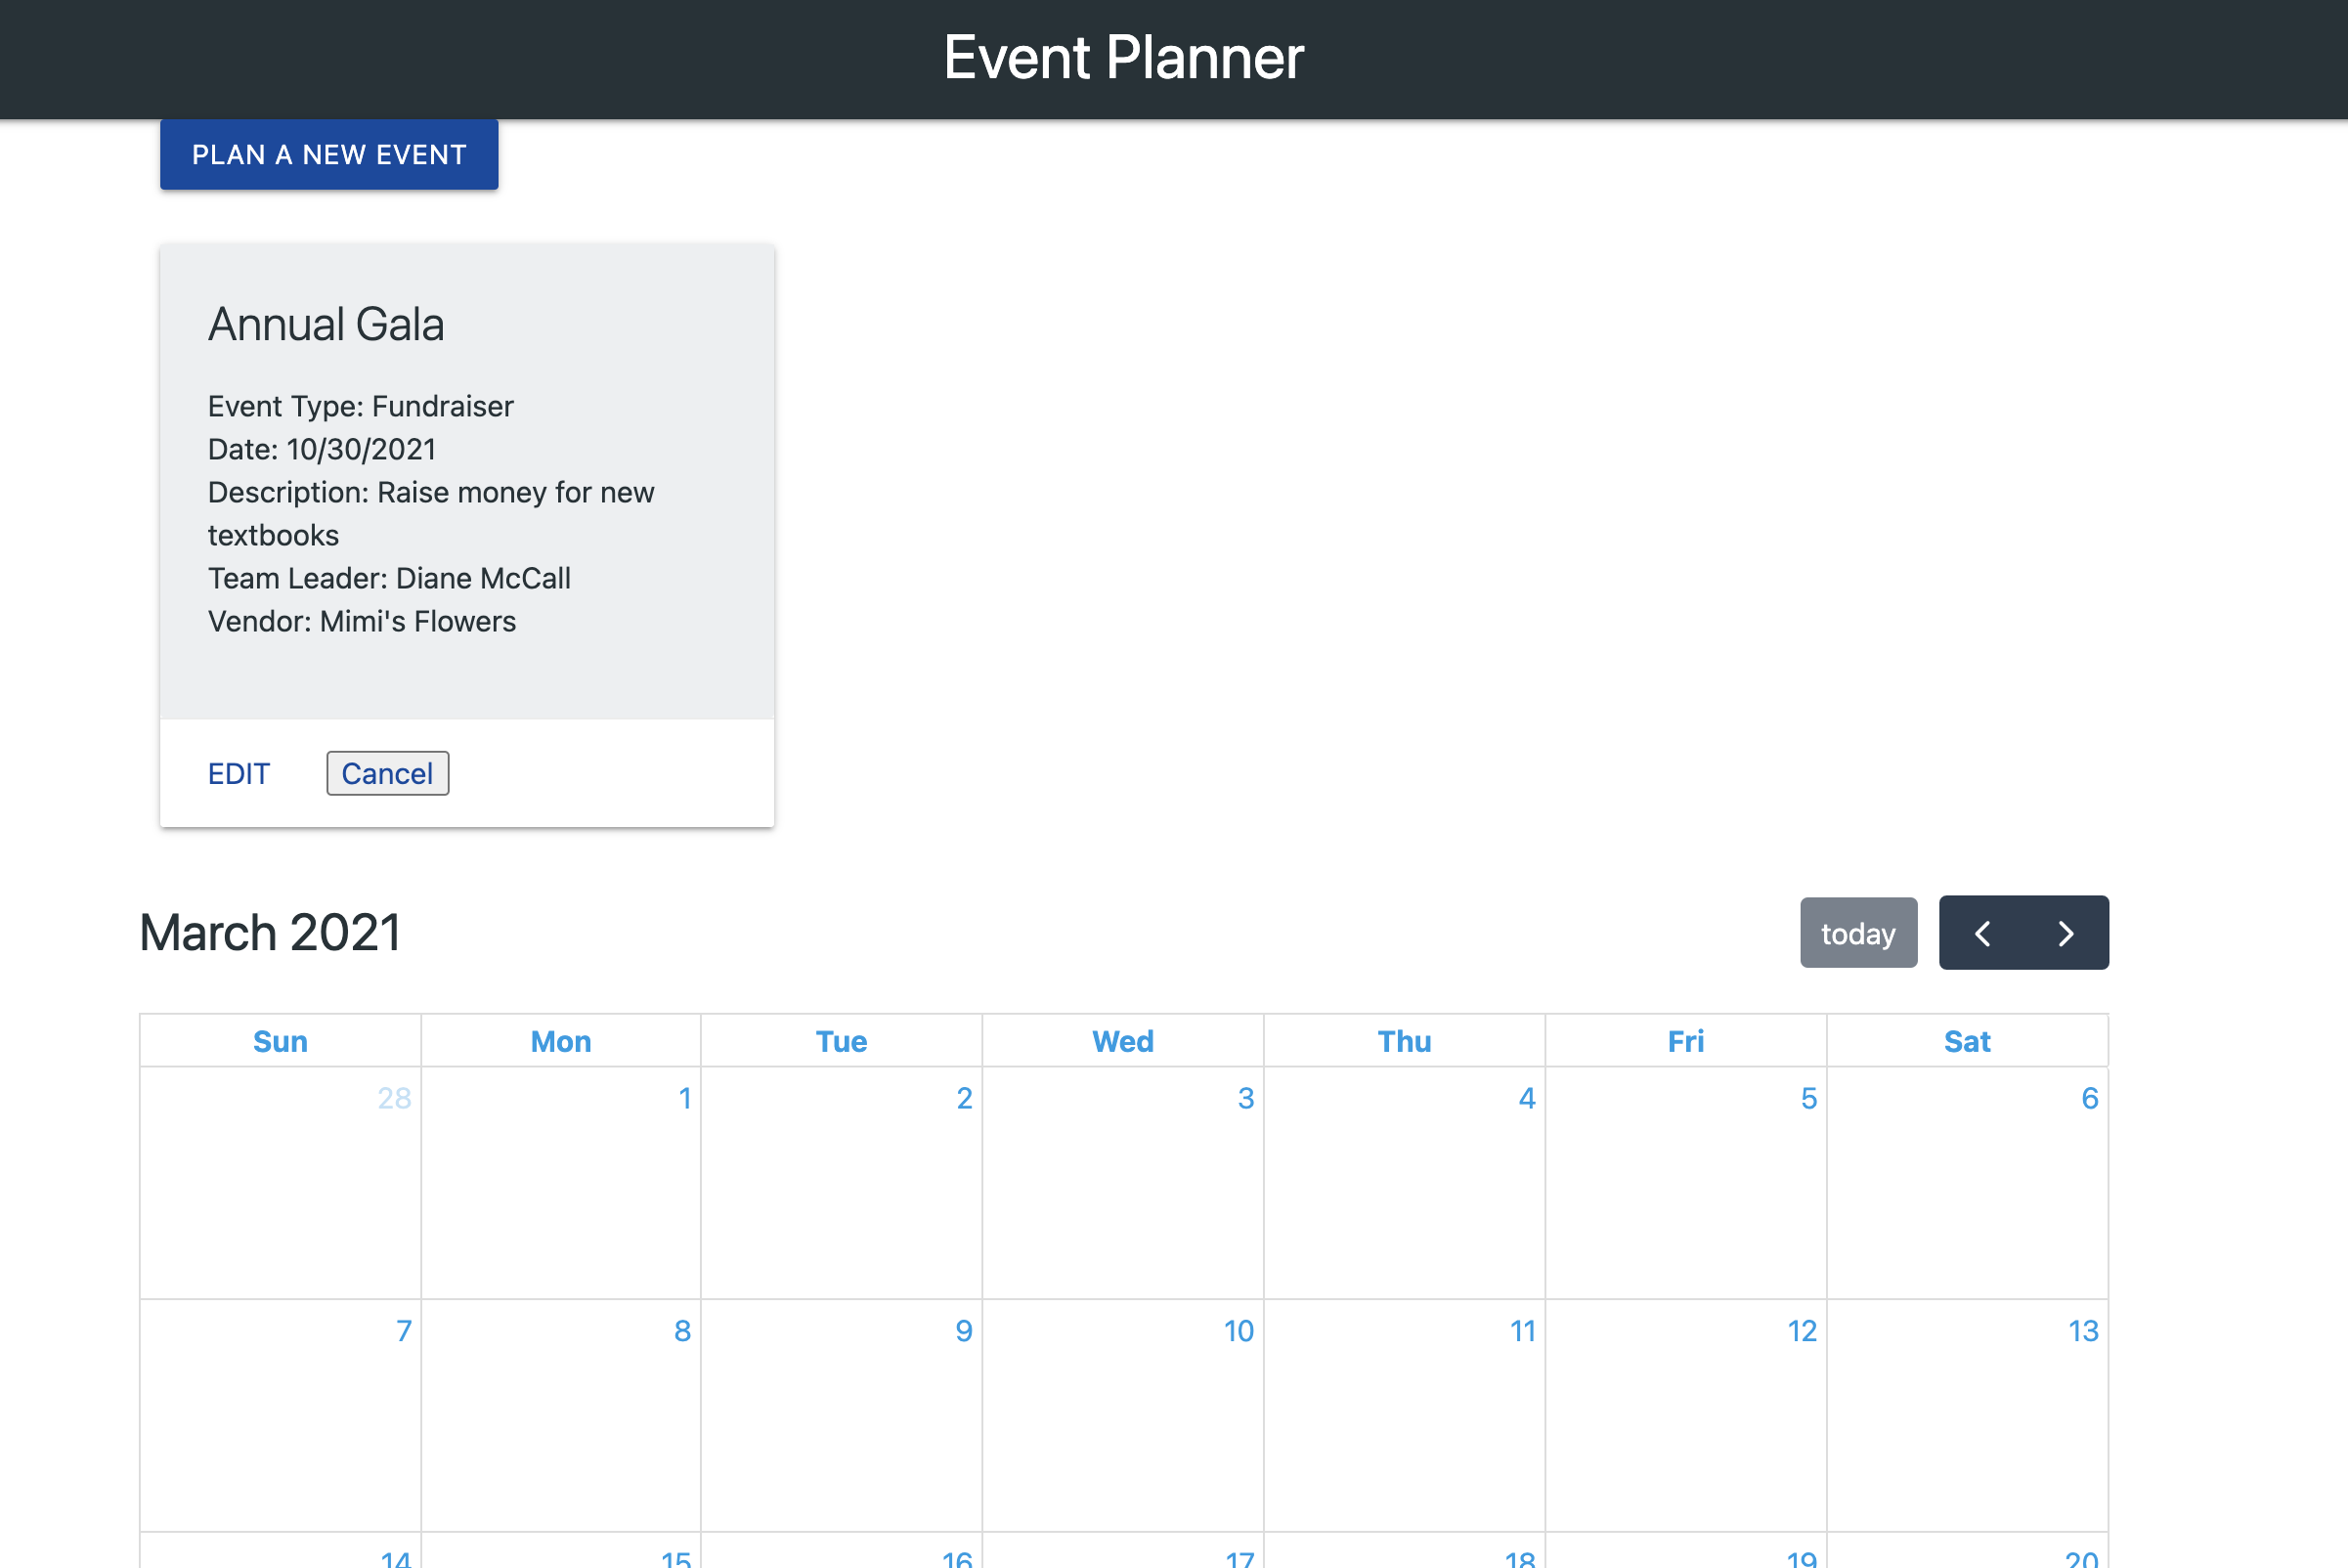 Event Planner
PLAN A NEW EVENT
Annual Gala
Event Type: Fundraiser
Date: 10/30/2021
Description: Raise money for new
textbooks
Team Leader: Diane McCall
Vendor: Mimi's Flowers
EDIT Cancel
March 2021 today
Sun Mon Tue Wed Thu Fri Sat
28 1 2 3 4 5 6
7 8 9 10 11 12 13
14 15 16 17 18 19 20